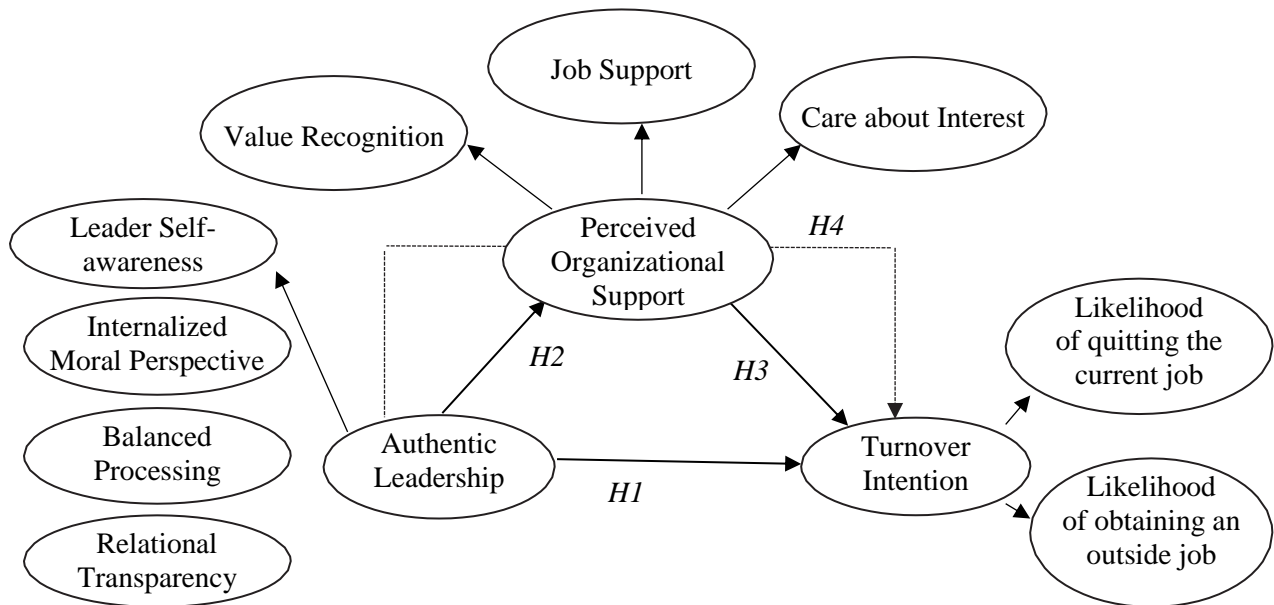 Job Support
Value Recognition
Care about Interest
Leader Self-
awareness
Perceived
Organizational
Support
H4
Internalized
Moral Perspective
Likelihood
of quitting the
current job
H2
H3
Balanced
Processing
Authentic
Leadership
H1
Turnover
Intention
Likelihood
of obtaining an
outside job
Relational
Transparency